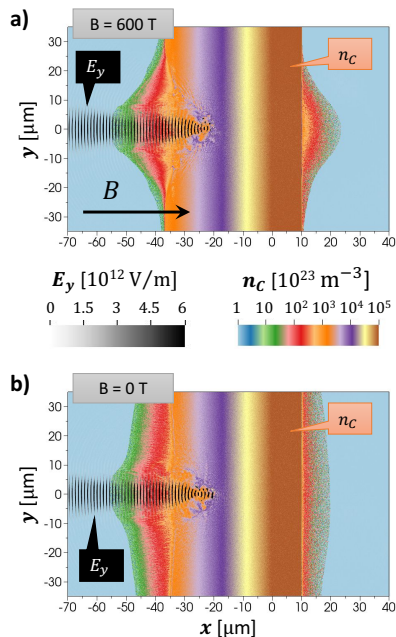 a)
B = 600 T
E_y
n_C
B
y [μm]
30
20
10
0
-10
-20
-30
-70 -60 -50 -40 -30 -20 -10 0 10 20 30 40
E_y [10^12 V/m]
0 1.5 3 4.5 6
n_C [10^23 m^-3]
1 10 10^2 10^3 10^4 10^5
b)
B = 0 T
n_C
E_y
y [μm]
30
20
10
0
-10
-20
-30
-70 -60 -50 -40 -30 -20 -10 0 10 20 30 40
x [μm]